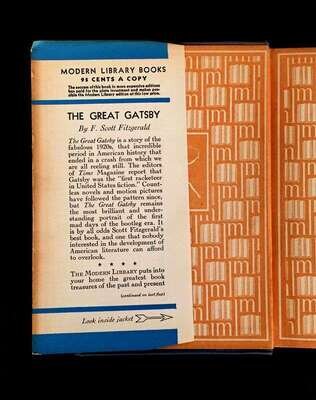 MODERN LIBRARY BOOKS
95 CENTS A COPY
The success of this book in more expensive editions
has paid for the plate investment and makes pos-
sible the Modern Library edition at this low price.
THE GREAT GATSBY
By F. Scott Fitzgerald
The Great Gatsby is a story of the
fabulous 1920s, that incredible
period in American history that
ended in a crash from which we
are all reeling still. The editors
of Time Magazine report that
Gatsby was the "first racketeer
in United States fiction." Count-
less novels and motion pictures
have followed the pattern since,
but The Great Gatsby remains
the most brilliant and under-
standing portrait of the first
mad days of the bootleg era. It
is by all odds Scott Fitzgerald's
best book, and one that nobody
interested in the development of
American literature can afford
to overlook.
★ ★ ★ ★
THE MODERN LIBRARY puts into
your home the greatest book
treasures of the past and present
(continued on last flap)
Look inside jacket